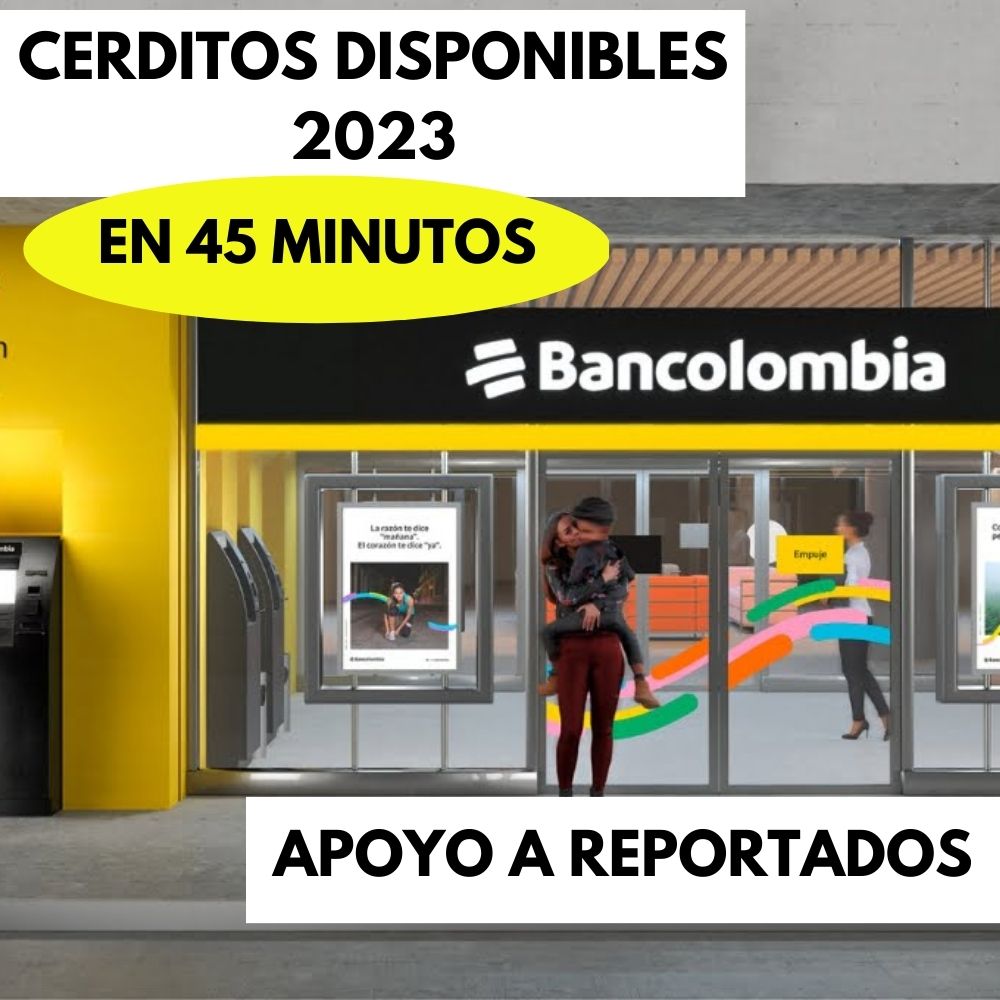 CERDITOS DISPONIBLES
2023
EN 45 MINUTOS
Bancolombia
La razón te dice
"mañana".
El corazón te dice "ya".
Empuje
Bancolombia
APOYO A REPORTADOS